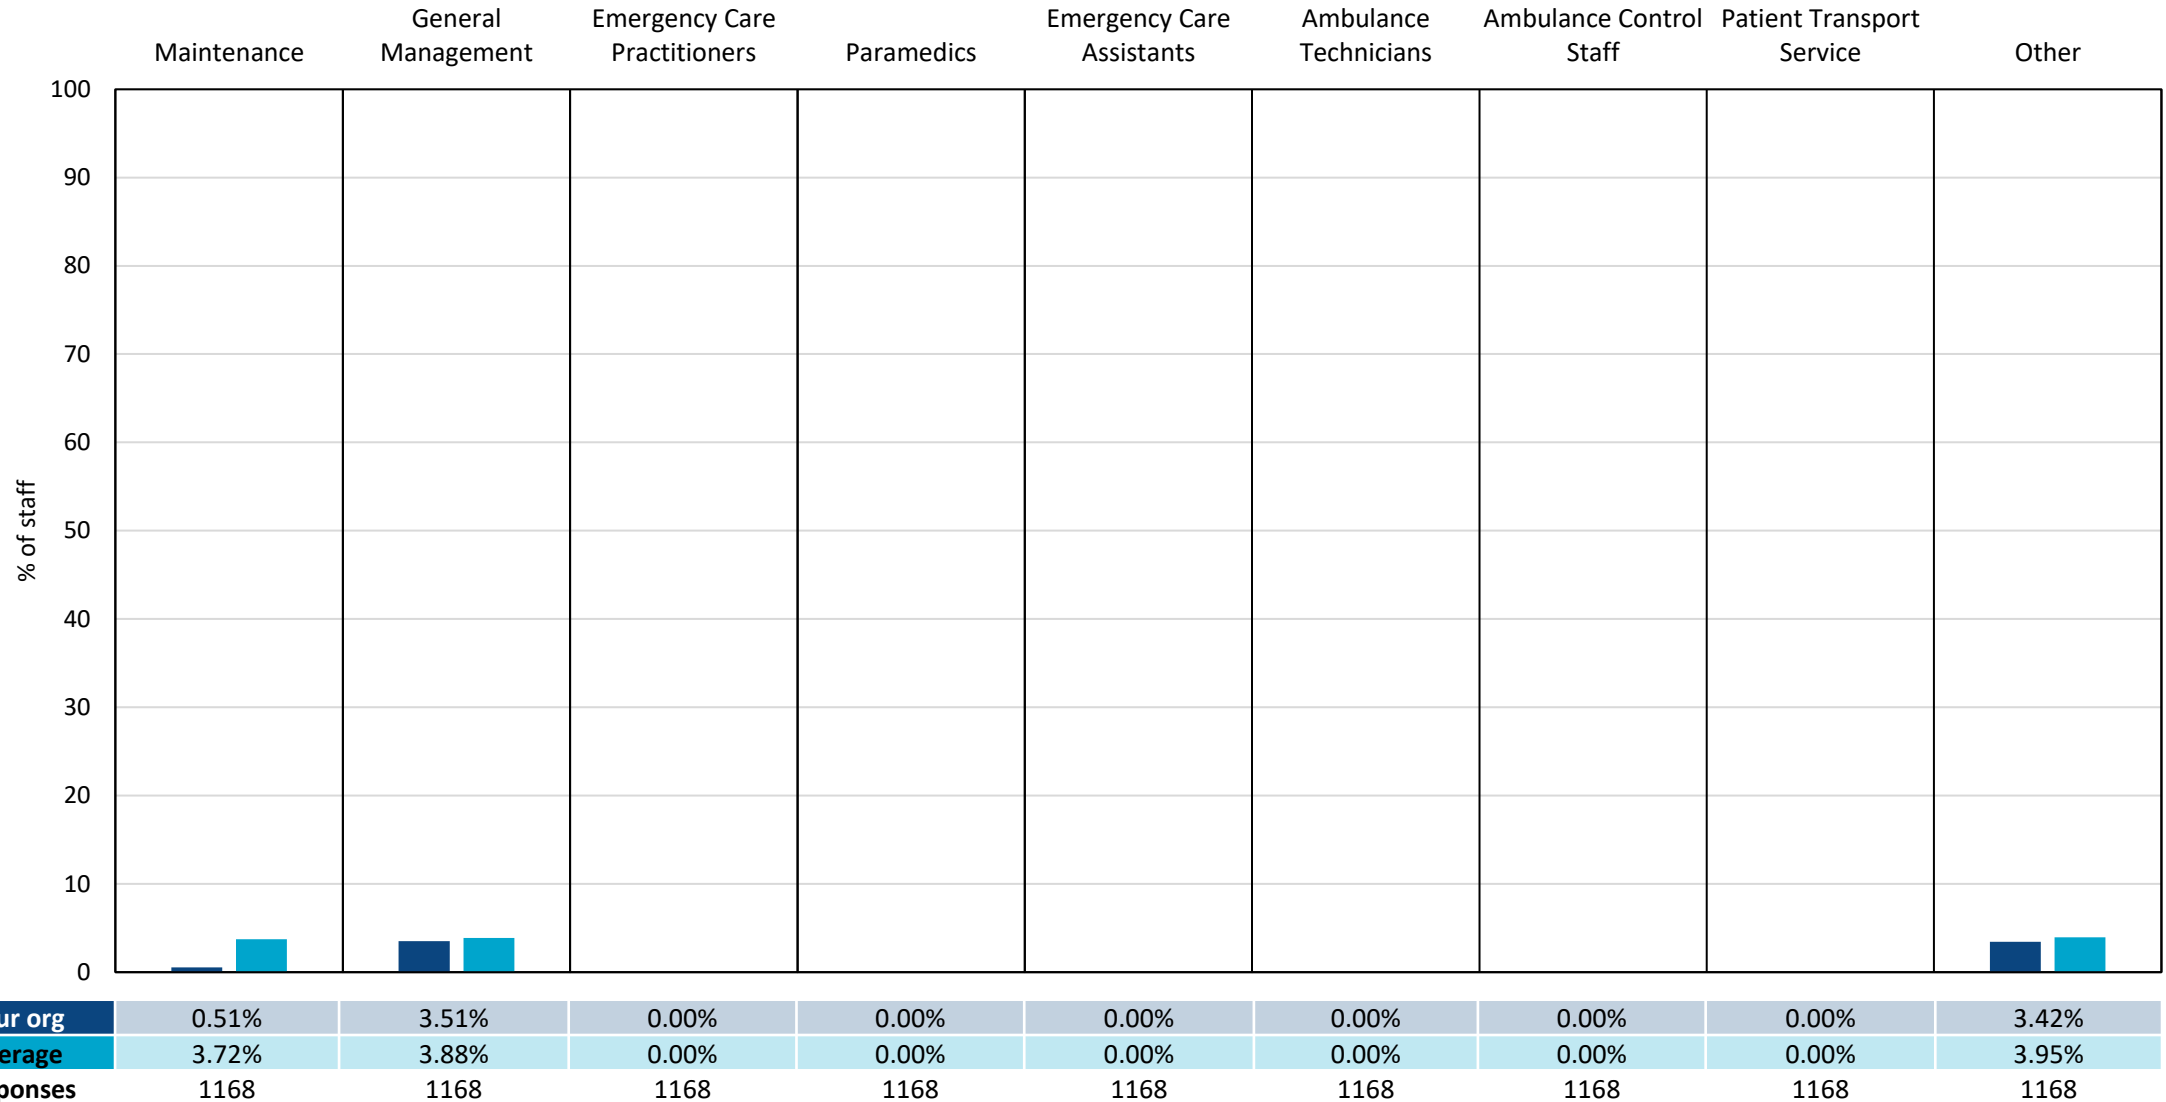 Maintenance
General
Management
Emergency Care
Practitioners
Paramedics
Emergency Care
Assistants
Ambulance
Technicians
Ambulance Control
Staff
Patient Transport
Service
Other
% of staff
100
90
80
70
60
50
40
30
20
10
0
ur org 0.51% 3.51% 0.00% 0.00% 0.00% 0.00% 0.00% 0.00% 3.42%
erage 3.72% 3.88% 0.00% 0.00% 0.00% 0.00% 0.00% 0.00% 3.95%
ponses 1168 1168 1168 1168 1168 1168 1168 1168 1168